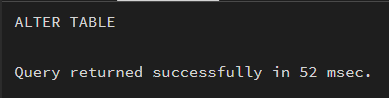 ALTER TABLE
Query returned successfully in 52 msec.